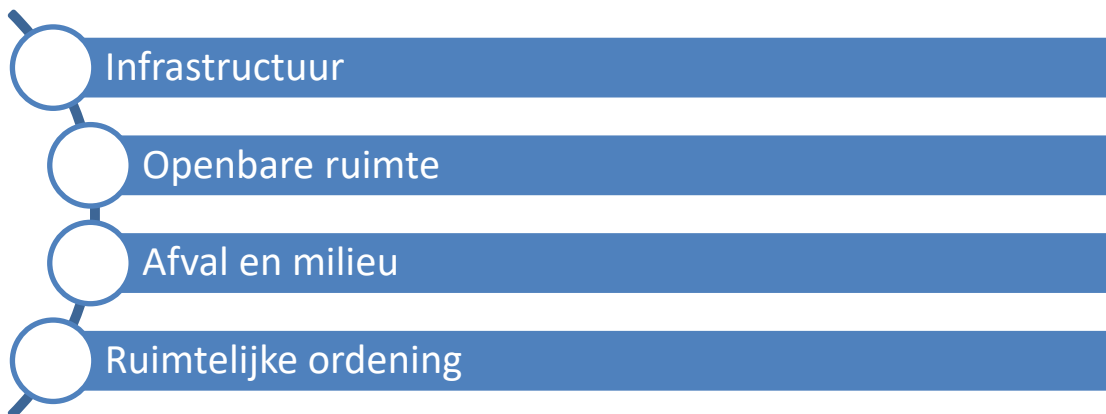 Infrastructuur
Openbare ruimte
Afval en milieu
Ruimtelijke ordening